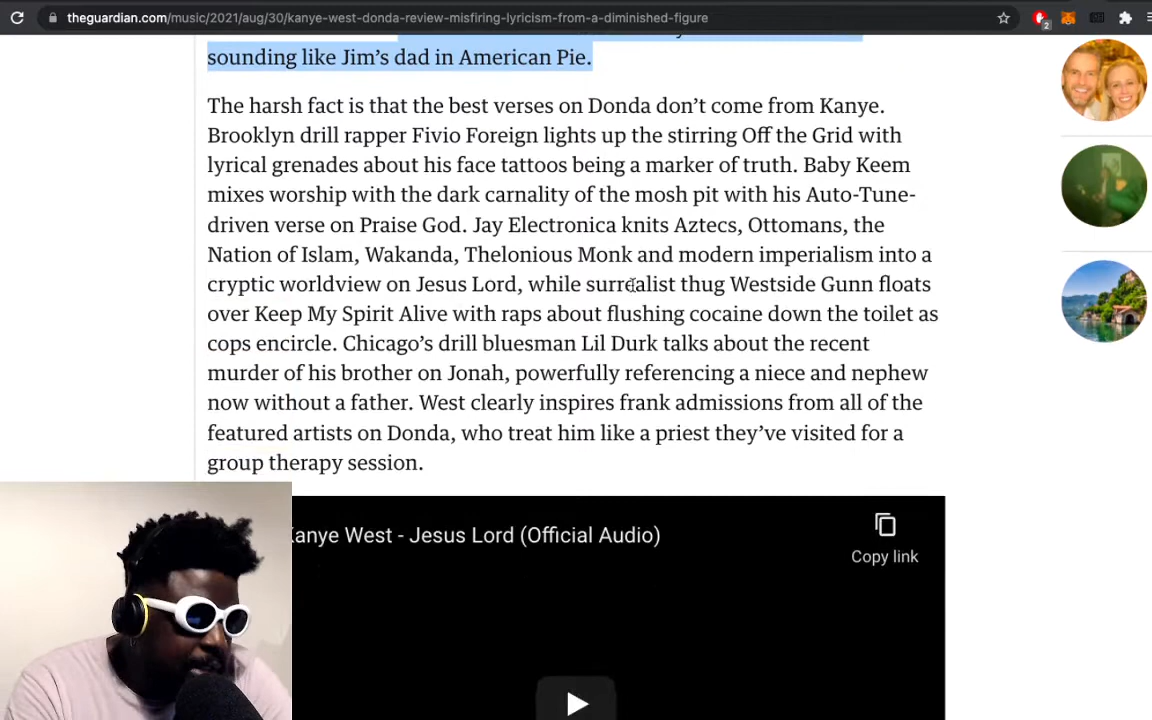 theguardian.com/music/2021/aug/30/kanye-west-donda-review-misfiring-lyricism-from-a-diminished-figure
2
sounding like Jim’s dad in American Pie.
The harsh fact is that the best verses on Donda don’t come from Kanye.
Brooklyn drill rapper Fivio Foreign lights up the stirring Off the Grid with
lyrical grenades about his face tattoos being a marker of truth. Baby Keem
mixes worship with the dark carnality of the mosh pit with his Auto-Tune-
driven verse on Praise God. Jay Electronica knits Aztecs, Ottomans, the
Nation of Islam, Wakanda, Thelonious Monk and modern imperialism into a
cryptic worldview on Jesus Lord, while surrealist thug Westside Gunn floats
over Keep My Spirit Alive with raps about flushing cocaine down the toilet as
cops encircle. Chicago’s drill bluesman Lil Durk talks about the recent
murder of his brother on Jonah, powerfully referencing a niece and nephew
now without a father. West clearly inspires frank admissions from all of the
featured artists on Donda, who treat him like a priest they’ve visited for a
group therapy session.
Kanye West - Jesus Lord (Official Audio)
Copy link